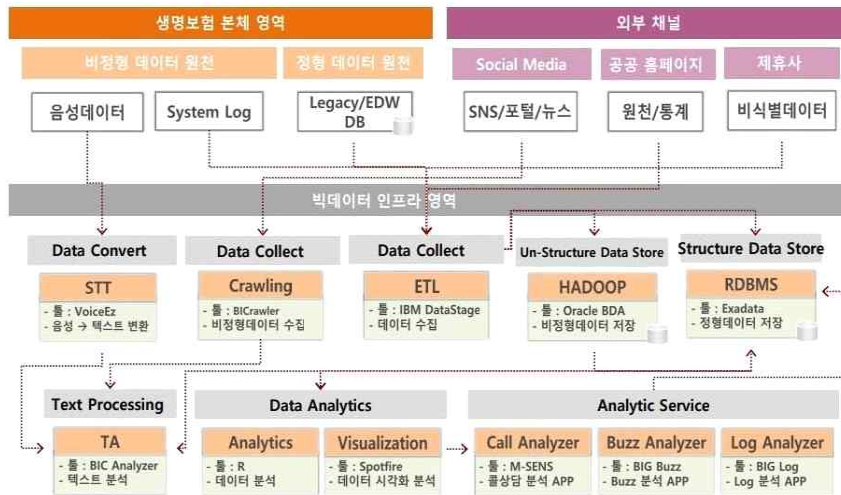 생명보험 본체 영역
외부 채널
비정형 데이터 원천
정형 데이터 원천
Social Media
공공 홈페이지
제휴사
음성데이터
System Log
Legacy/EDW
DB
SNS/포털/뉴스
원천/통계
비식별데이터
빅데이터 인프라 영역
Data Convert
Data Collect
Data Collect
Un-Structure Data Store
Structure Data Store
STT
- 툴 : VoiceEz
- 음성 → 텍스트 변환
Crawling
- 툴 : BICrawler
- 비정형데이터 수집
ETL
- 툴 : IBM DataStage
- 데이터 수집
HADOOP
- 툴 : Oracle BDA
- 비정형데이터 저장
RDBMS
- 툴 : Exadata
- 정형데이터 저장
Text Processing
Data Analytics
Analytic Service
TA
- 툴 : BIC Analyzer
- 텍스트 분석
Analytics
- 툴 : R
- 데이터 분석
Visualization
- 툴 : Spotfire
- 데이터 시각화 분석
Call Analyzer
- 툴 : M-SENS
- 콜상담 분석 APP
Buzz Analyzer
- 툴 : BIG Buzz
- Buzz 분석 APP
Log Analyzer
- 툴 : BIG Log
- Log 분석 APP